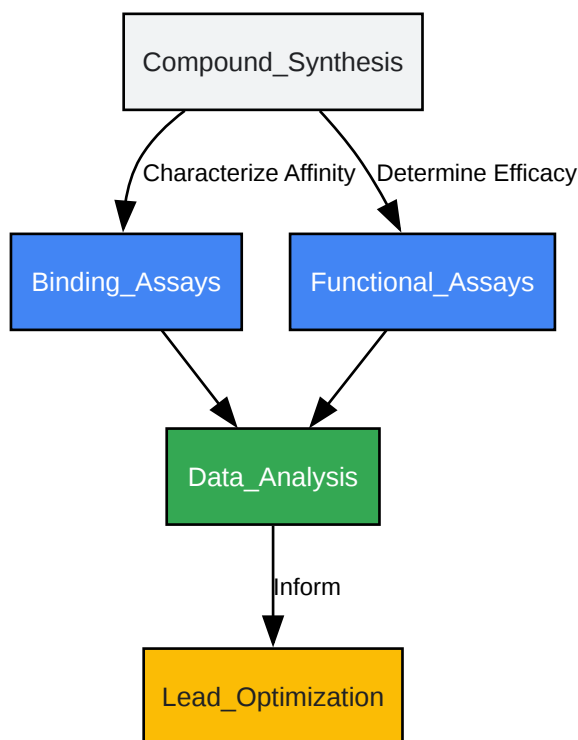 Compound_Synthesis
Characterize Affinity
Determine Efficacy
Binding_Assays
Functional_Assays
Data_Analysis
Inform
Lead_Optimization